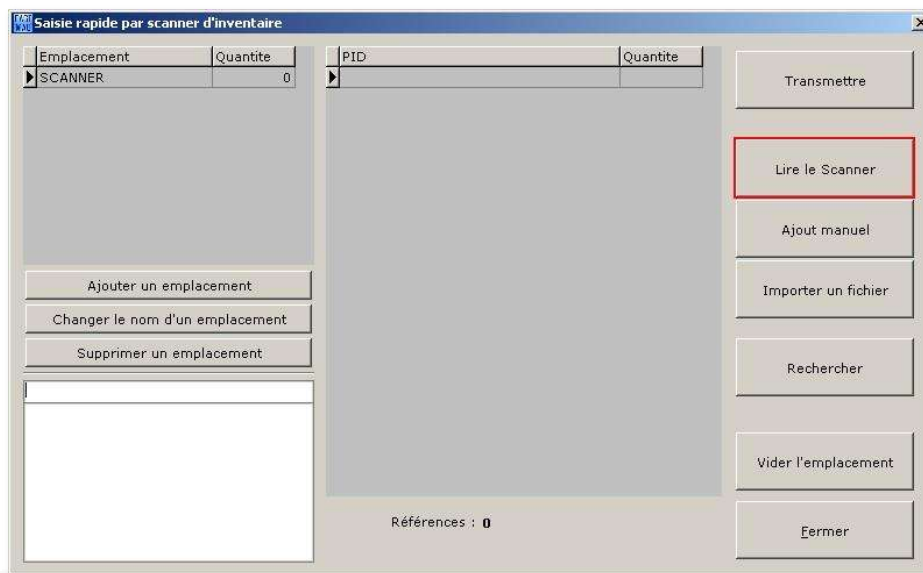 Saisie rapide par scanner d'inventaire
Emplacement Quantite
SCANNER 0
Ajouter un emplacement
Changer le nom d'un emplacement
Supprimer un emplacement
PID Quantite
Références : 0
Transmettre
Lire le Scanner
Ajout manuel
Importer un fichier
Rechercher
Vider l'emplacement
Fermer